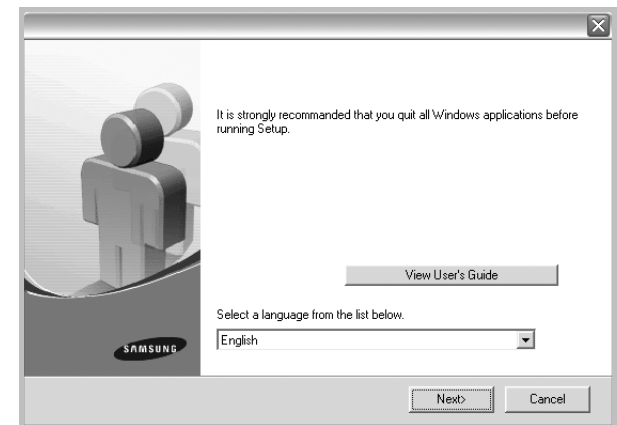 It is strongly recommanded that you quit all Windows applications before
running Setup.
View User's Guide
Select a language from the list below.
English
SAMSUNG
Next>
Cancel